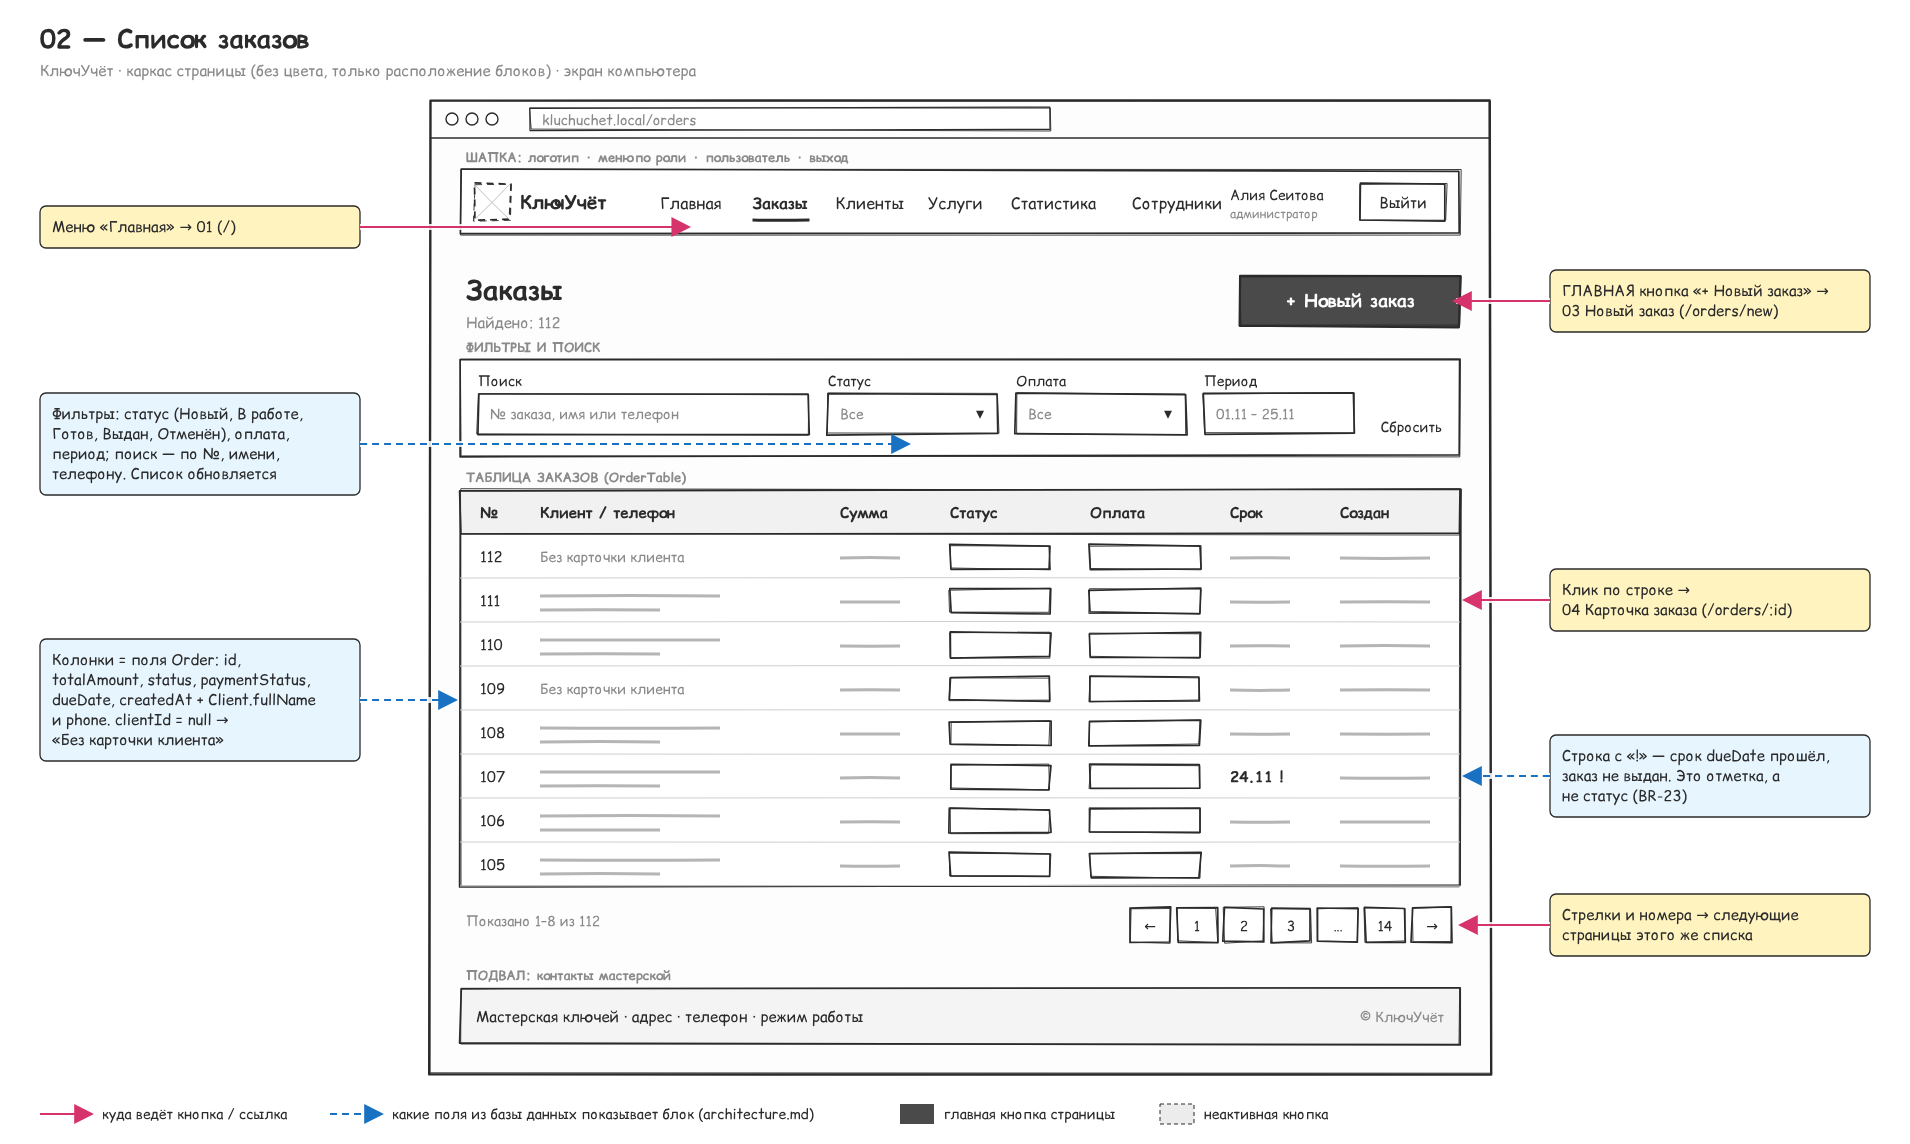 02 — Список заказов
КлючУчёт · каркас страницы (без цвета, только расположение блоков) · экран компьютера
kluchuchet.local/orders
ШАПКА: логотип · меню по роли · пользователь · выход
КлючУчёт
Главная
Заказы
Клиенты
Услуги
Статистика
Сотрудники
Алия Сеитова
администратор
Выйти
Меню «Главная» → 01 (/)
Заказы
Найдено: 112
+ Новый заказ
ГЛАВНАЯ кнопка «+ Новый заказ» →
03 Новый заказ (/orders/new)
ФИЛЬТРЫ И ПОИСК
Поиск
Статус
Оплата
Период
№ заказа, имя или телефон
Все ▼
Все ▼
01.11 – 25.11
Сбросить
Фильтры: статус (Новый, В работе,
Готов, Выдан, Отменён), оплата,
период; поиск — по №, имени,
телефону. Список обновляется
ТАБЛИЦА ЗАКАЗОВ (OrderTable)
№ Клиент / телефон Сумма Статус Оплата Срок Создан
112 Без карточки клиента
111
110
109 Без карточки клиента
108
107 24.11 !
106
105
Клик по строке →
04 Карточка заказа (/orders/:id)
Колонки = поля Order: id,
totalAmount, status, paymentStatus,
dueDate, createdAt + Client.fullName
и phone. clientId = null →
«Без карточки клиента»
Строка с «!» — срок dueDate прошёл,
заказ не выдан. Это отметка, а
не статус (BR-23)
Показано 1–8 из 112
← 1 2 3 ... 14 →
Стрелки и номера → следующие
страницы этого же списка
ПОДВАЛ: контакты мастерской
Мастерская ключей · адрес · телефон · режим работы
© КлючУчёт
куда ведёт кнопка / ссылка
какие поля из базы данных показывает блок (architecture.md)
главная кнопка страницы
неактивная кнопка